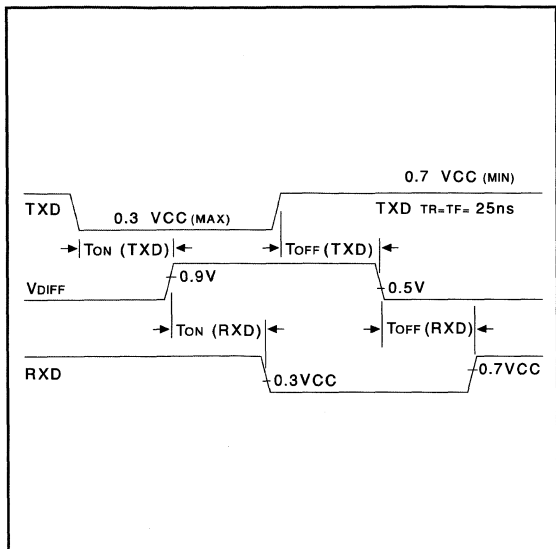 0.7 VCC (MIN)
TXD
0.3 VCC (MAX)
TXD TR=TF= 25ns
TON (TXD)
TOFF (TXD)
0.9V
VDIFF
0.5V
TON (RXD)
TOFF (RXD)
RXD
0.3VCC
0.7VCC